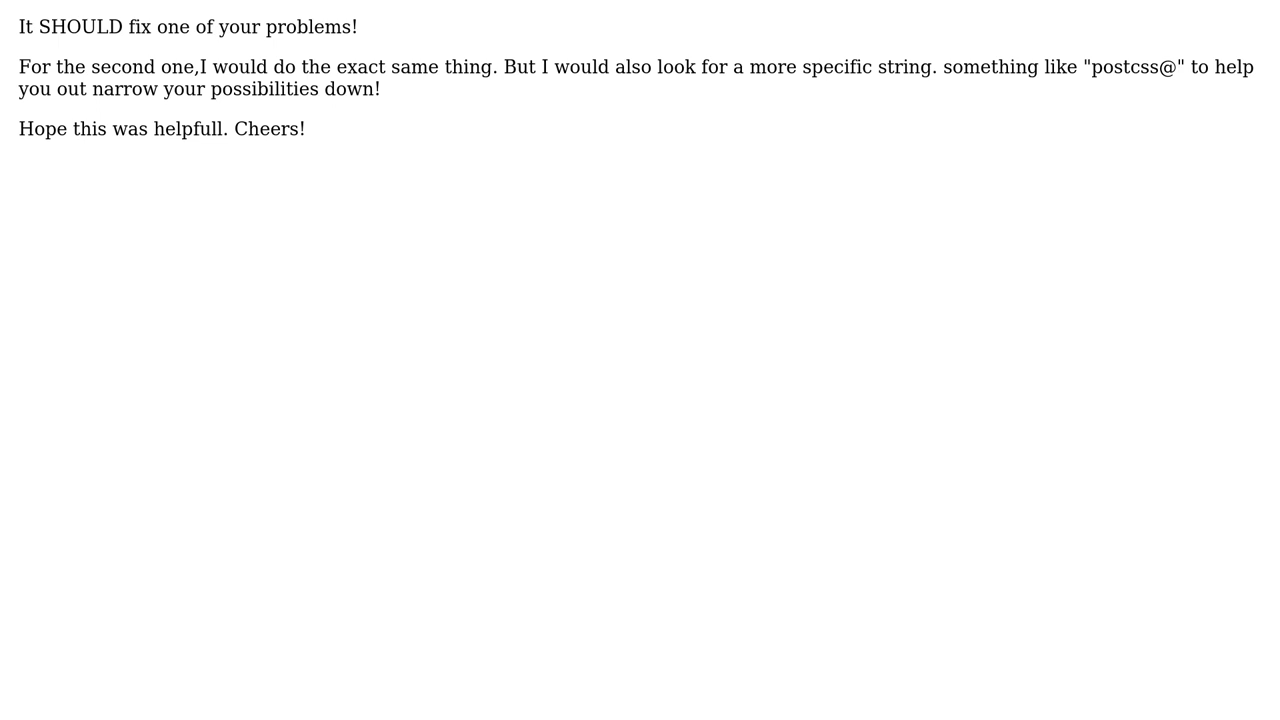 It SHOULD fix one of your problems!
For the second one,I would do the exact same thing. But I would also look for a more specific string. something like "postcss@" to help
you out narrow your possibilities down!
Hope this was helpfull. Cheers!